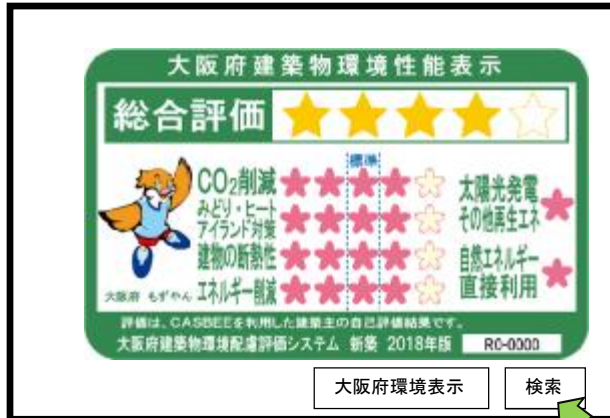 大阪府建築物環境性能表示
総合評価
標準
CO₂削減
みどり・ヒート
アイランド対策
建物の断熱性
エネルギー削減
太陽光発電
その他再生エネ
自然エネルギー
直接利用
大阪府 もずやん
評価は、CASBEEを利用した建築主の自己評価結果です。
大阪府建築物環境配慮評価システム 新築 2018年版 RO-0000
大阪府環境表示 検索